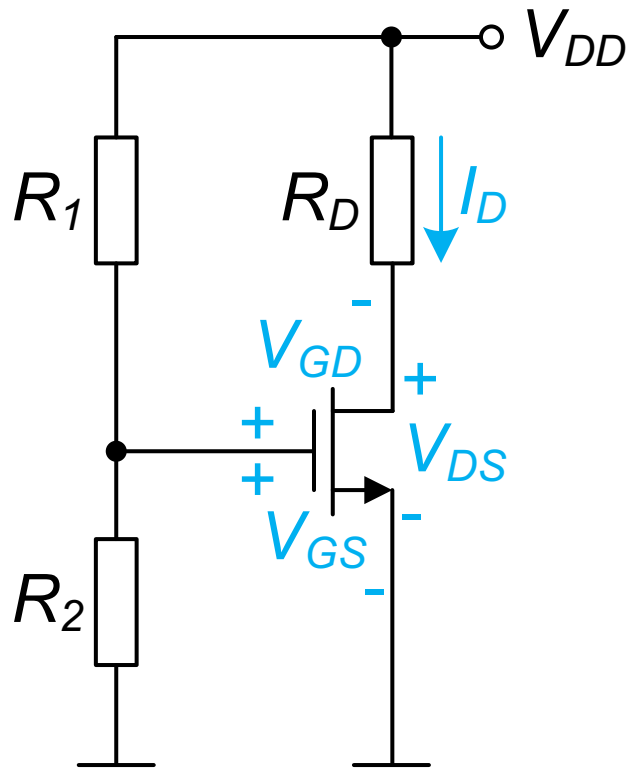 V_DD
R_1
R_D
I_D
-
V_GD
+
+
V_DS
+
-
V_GS
-
R_2